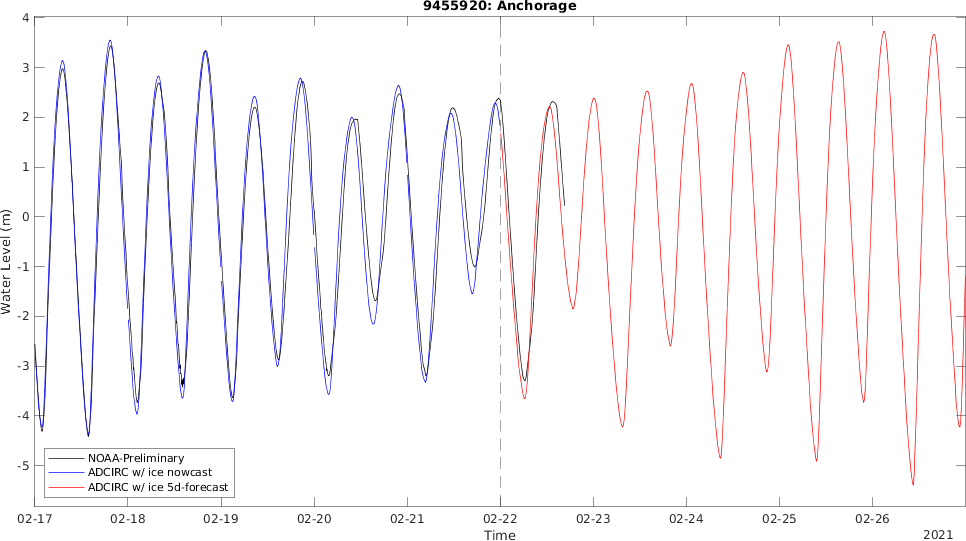 9455920: Anchorage
4
3
2
1
0
-1
-2
-3
-4
-5
Water Level (m)
NOAA-Preliminary
ADCIRC w/ ice nowcast
ADCIRC w/ ice 5d-forecast
02-17 02-18 02-19 02-20 02-21 02-22 02-23 02-24 02-25 02-26
Time
2021